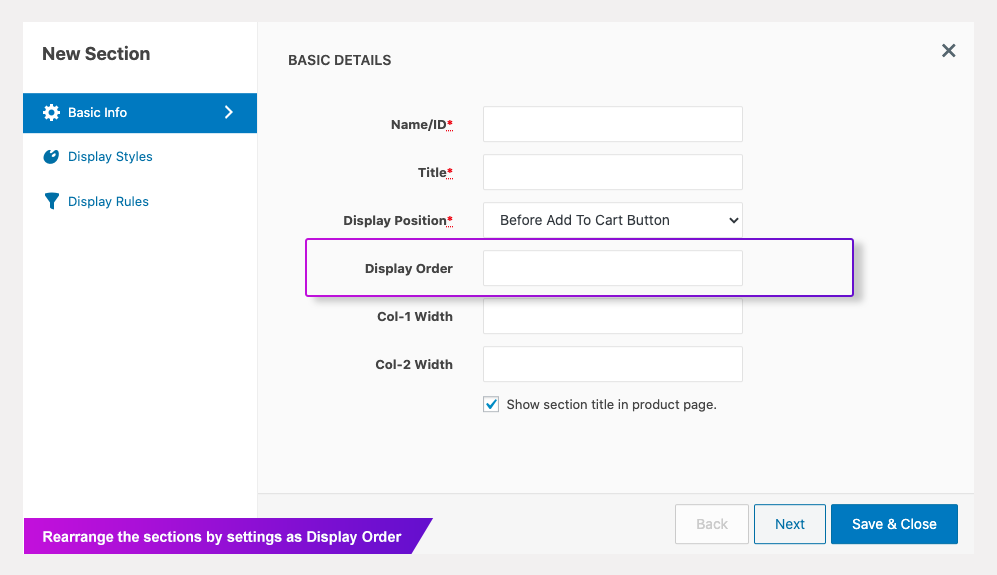 New Section
Basic Info
Display Styles
Display Rules
BASIC DETAILS
Name/ID*
Title*
Display Position*
Before Add To Cart Button
Display Order
Col-1 Width
Col-2 Width
Show section title in product page.
Back
Next
Save & Close
Rearrange the sections by settings as Display Order